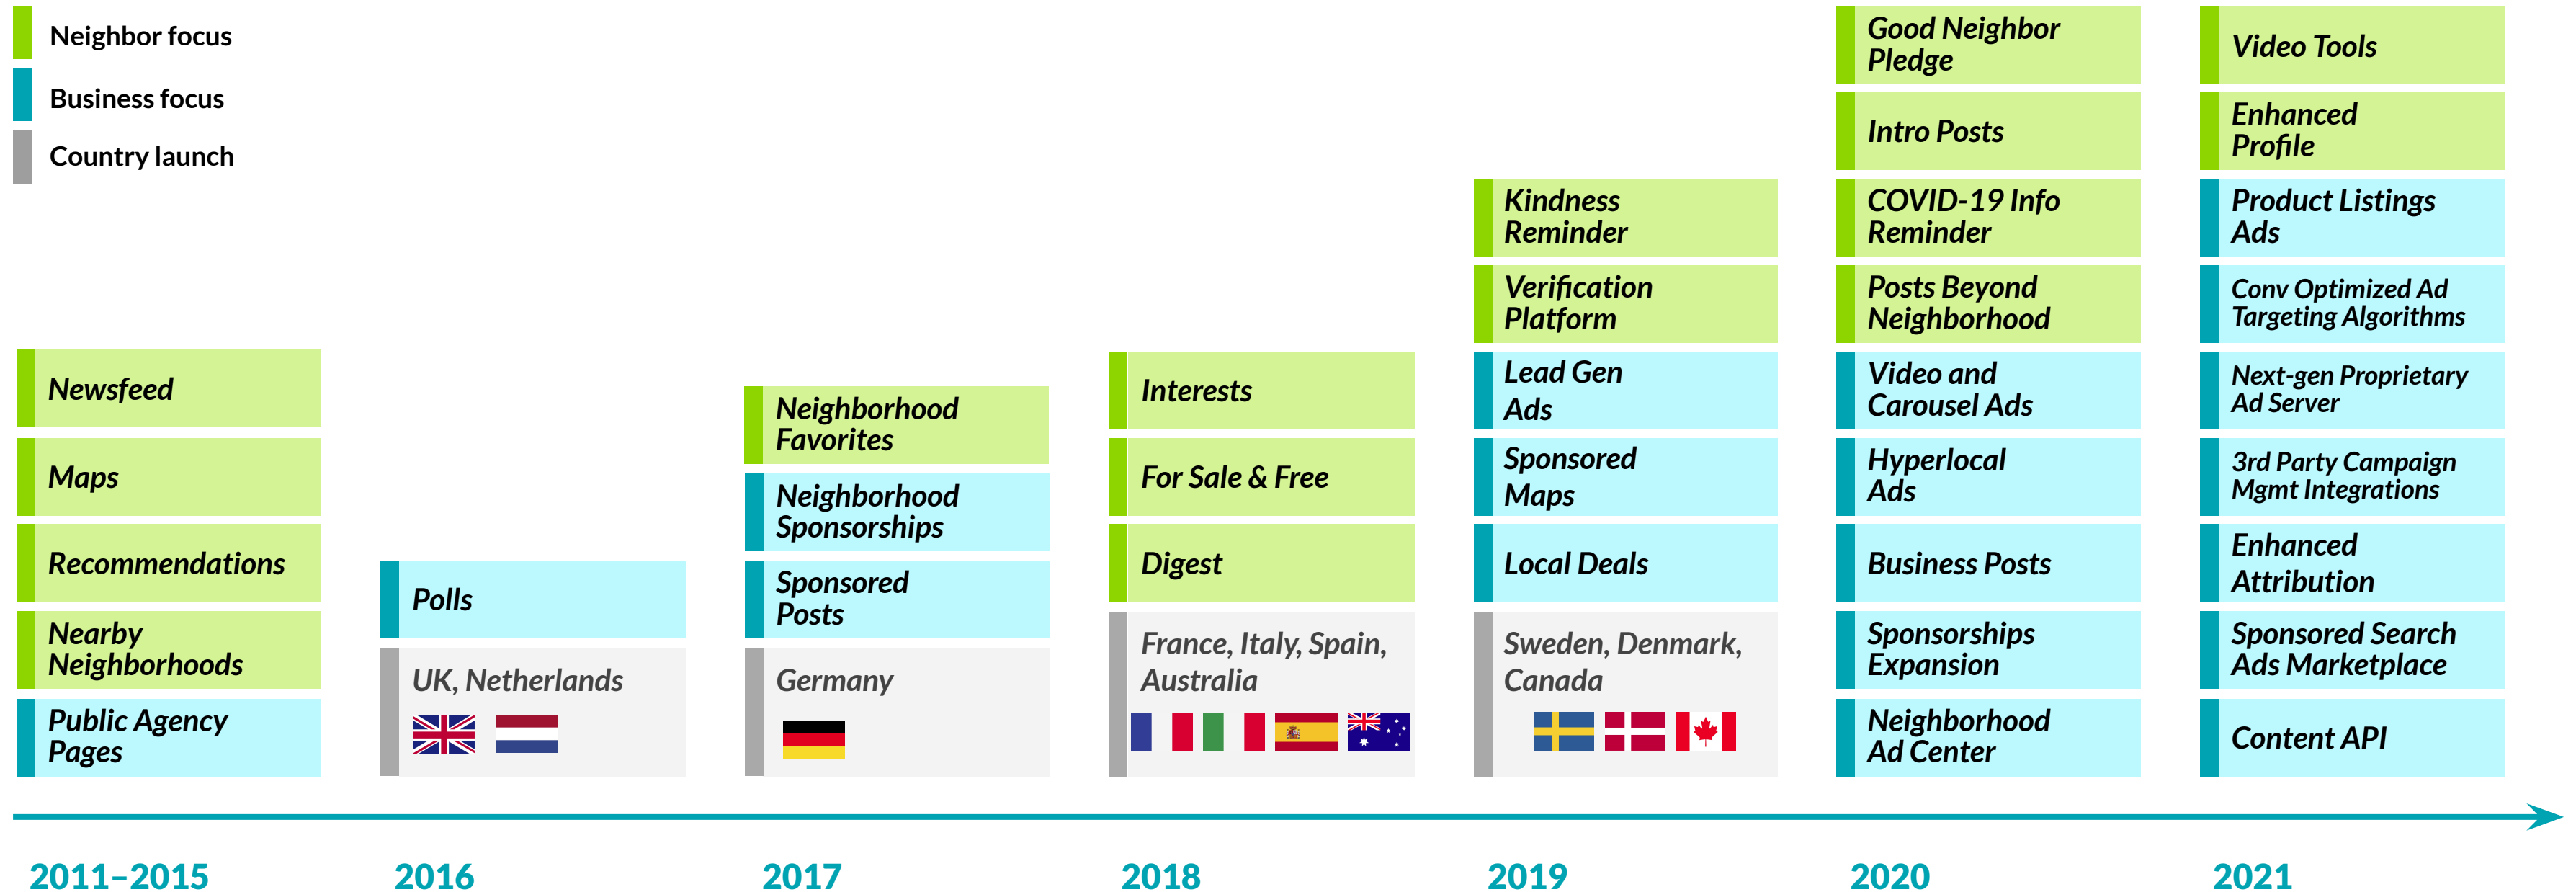 Neighbor focus
Business focus
Country launch
Newsfeed
Maps
Recommendations
Nearby
Neighborhoods
Public Agency
Pages
Polls
UK, Netherlands
Neighborhood
Favorites
Neighborhood
Sponsorships
Sponsored
Posts
Germany
Interests
For Sale & Free
Digest
France, Italy, Spain,
Australia
Kindness
Reminder
Verification
Platform
Lead Gen
Ads
Sponsored
Maps
Local Deals
Sweden, Denmark,
Canada
Good Neighbor
Pledge
Intro Posts
COVID-19 Info
Reminder
Posts Beyond
Neighborhood
Video and
Carousel Ads
Hyperlocal
Ads
Business Posts
Sponsorships
Expansion
Neighborhood
Ad Center
Video Tools
Enhanced
Profile
Product Listings
Ads
Conv Optimized Ad
Targeting Algorithms
Next-gen Proprietary
Ad Server
3rd Party Campaign
Mgmt Integrations
Enhanced
Attribution
Sponsored Search
Ads Marketplace
Content API
2011–2015
2016
2017
2018
2019
2020
2021